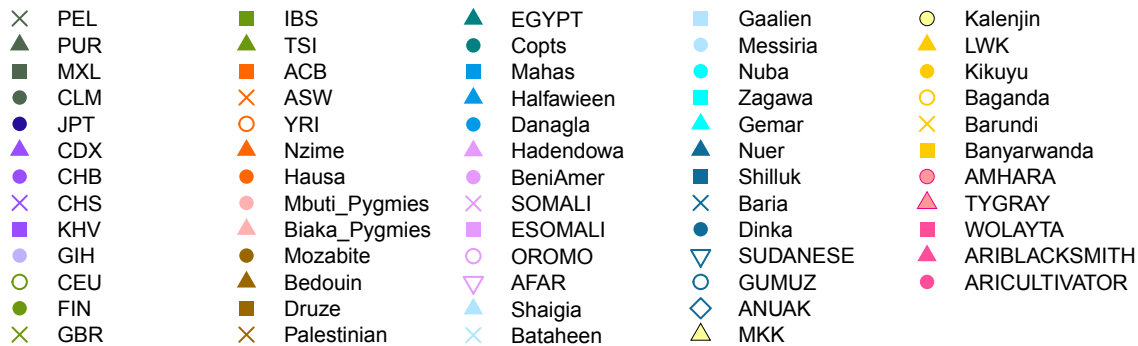 PEL
PUR
MXL
CLM
JPT
CDX
CHB
CHS
KHV
GIH
CEU
FIN
GBR
IBS
TSI
ACB
ASW
YRI
Nzime
Hausa
Mbuti_Pygmies
Biaka_Pygmies
Mozabite
Bedouin
Druze
Palestinian
EGYPT
Copts
Mahas
Halfawieen
Danagla
Hadendowa
BeniAmer
SOMALI
ESOMALI
OROMO
AFAR
Shaigia
Bataheen
Gaalien
Messiria
Nuba
Zagawa
Gemar
Nuer
Shilluk
Baria
Dinka
SUDANESE
GUMUZ
ANUAK
MKK
Kalenjin
LWK
Kikuyu
Baganda
Barundi
Banyarwanda
AMHARA
TYGRAY
WOLAYTA
ARIBLACKSMITH
ARICULTIVATOR